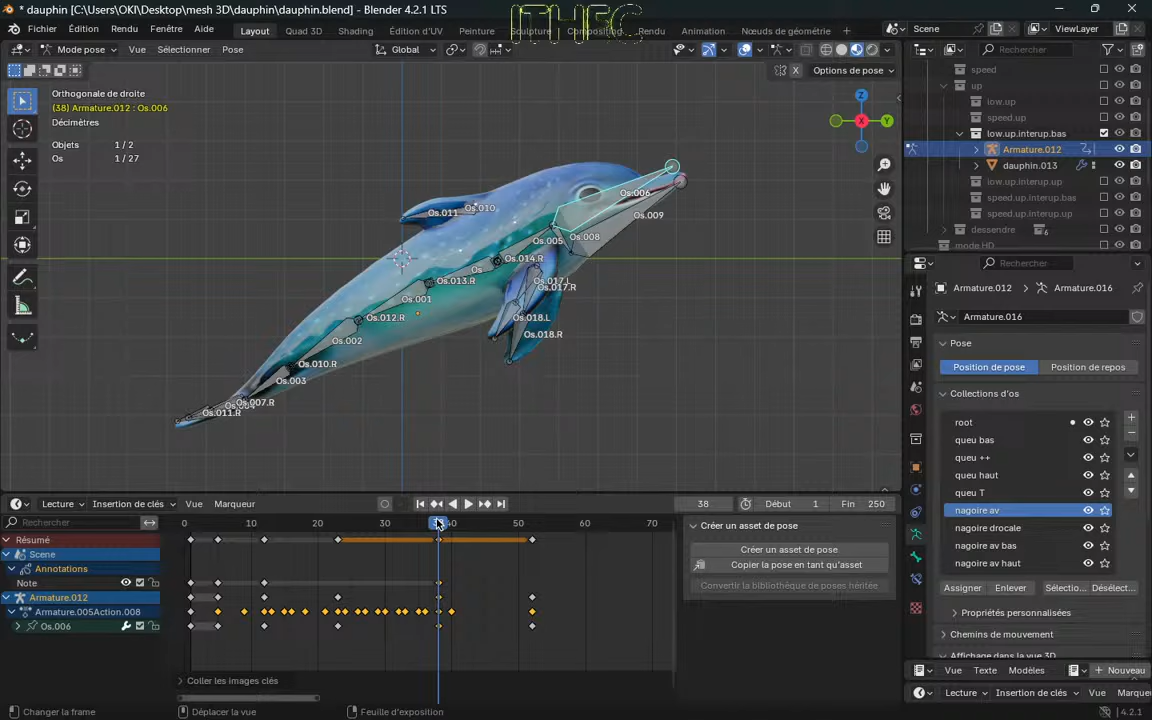 * dauphin [C:\Users\OKI\Desktop\mesh 3D\dauphin\dauphin.blend] - Blender 4.2.1 LTS
Fichier Édition Rendu Fenêtre Aide Layout Quad 3D Shading Édition d'UV Peinture Sculpture Compositing Rendu Animation Nœuds de géométrie + Scene ViewLayer
Mode pose Vue Sélectionner Pose Global Rechercher
X Options de pose
Orthogonale de droite
(38) Armature.012 : Os.006
Décimètres
Objets 1 / 2
Os 1 / 27
Z
Y
X
Os.006
Os.009
Os.011 Os.010
Os.005 Os.008
Os.014.R
Os
Os.013.R
Os.017.L
Os.017.R
Os.001
Os.012.R
Os.018.L
Os.018.R
Os.002
Os.010.R
Os.003
Os.007.R
Os.011.R
speed
up
low.up
speed.up
low.up.interup.bas
Armature.012
dauphin.013
low.up.interup.up
speed.up.interup.bas
speed.up.interup.up
dessendre 6
mode HD
Rechercher
Armature.012 > Armature.016
Armature.016
Pose
Position de pose Position de repos
Collections d'os
root
queu bas
queu ++
queu haut
queu T
nagoire av
nagoire drocale
nagoire av bas
nagoire av haut
Assigner Enlever Sélectio... Désélect...
Propriétés personnalisées
Chemins de mouvement
Affichage dans la vue 3D
Vue Texte Modèles + Nouveau
Lecture Insertion de clés Vue Marque
Lecture Insertion de clés Vue Marqueur 38 Début 1 Fin 250
Rechercher 0 10 20 30 38 40 50 60 70
Résumé
Scene
Annotations
Note
Armature.012
Armature.005Action.008
Os.006
Coller les images clés
Créer un asset de pose
Créer un asset de pose
Copier la pose en tant qu'asset
Convertir la bibliothèque de poses héritée
Changer la frame Déplacer la vue Feuille d'exposition 4.2.1